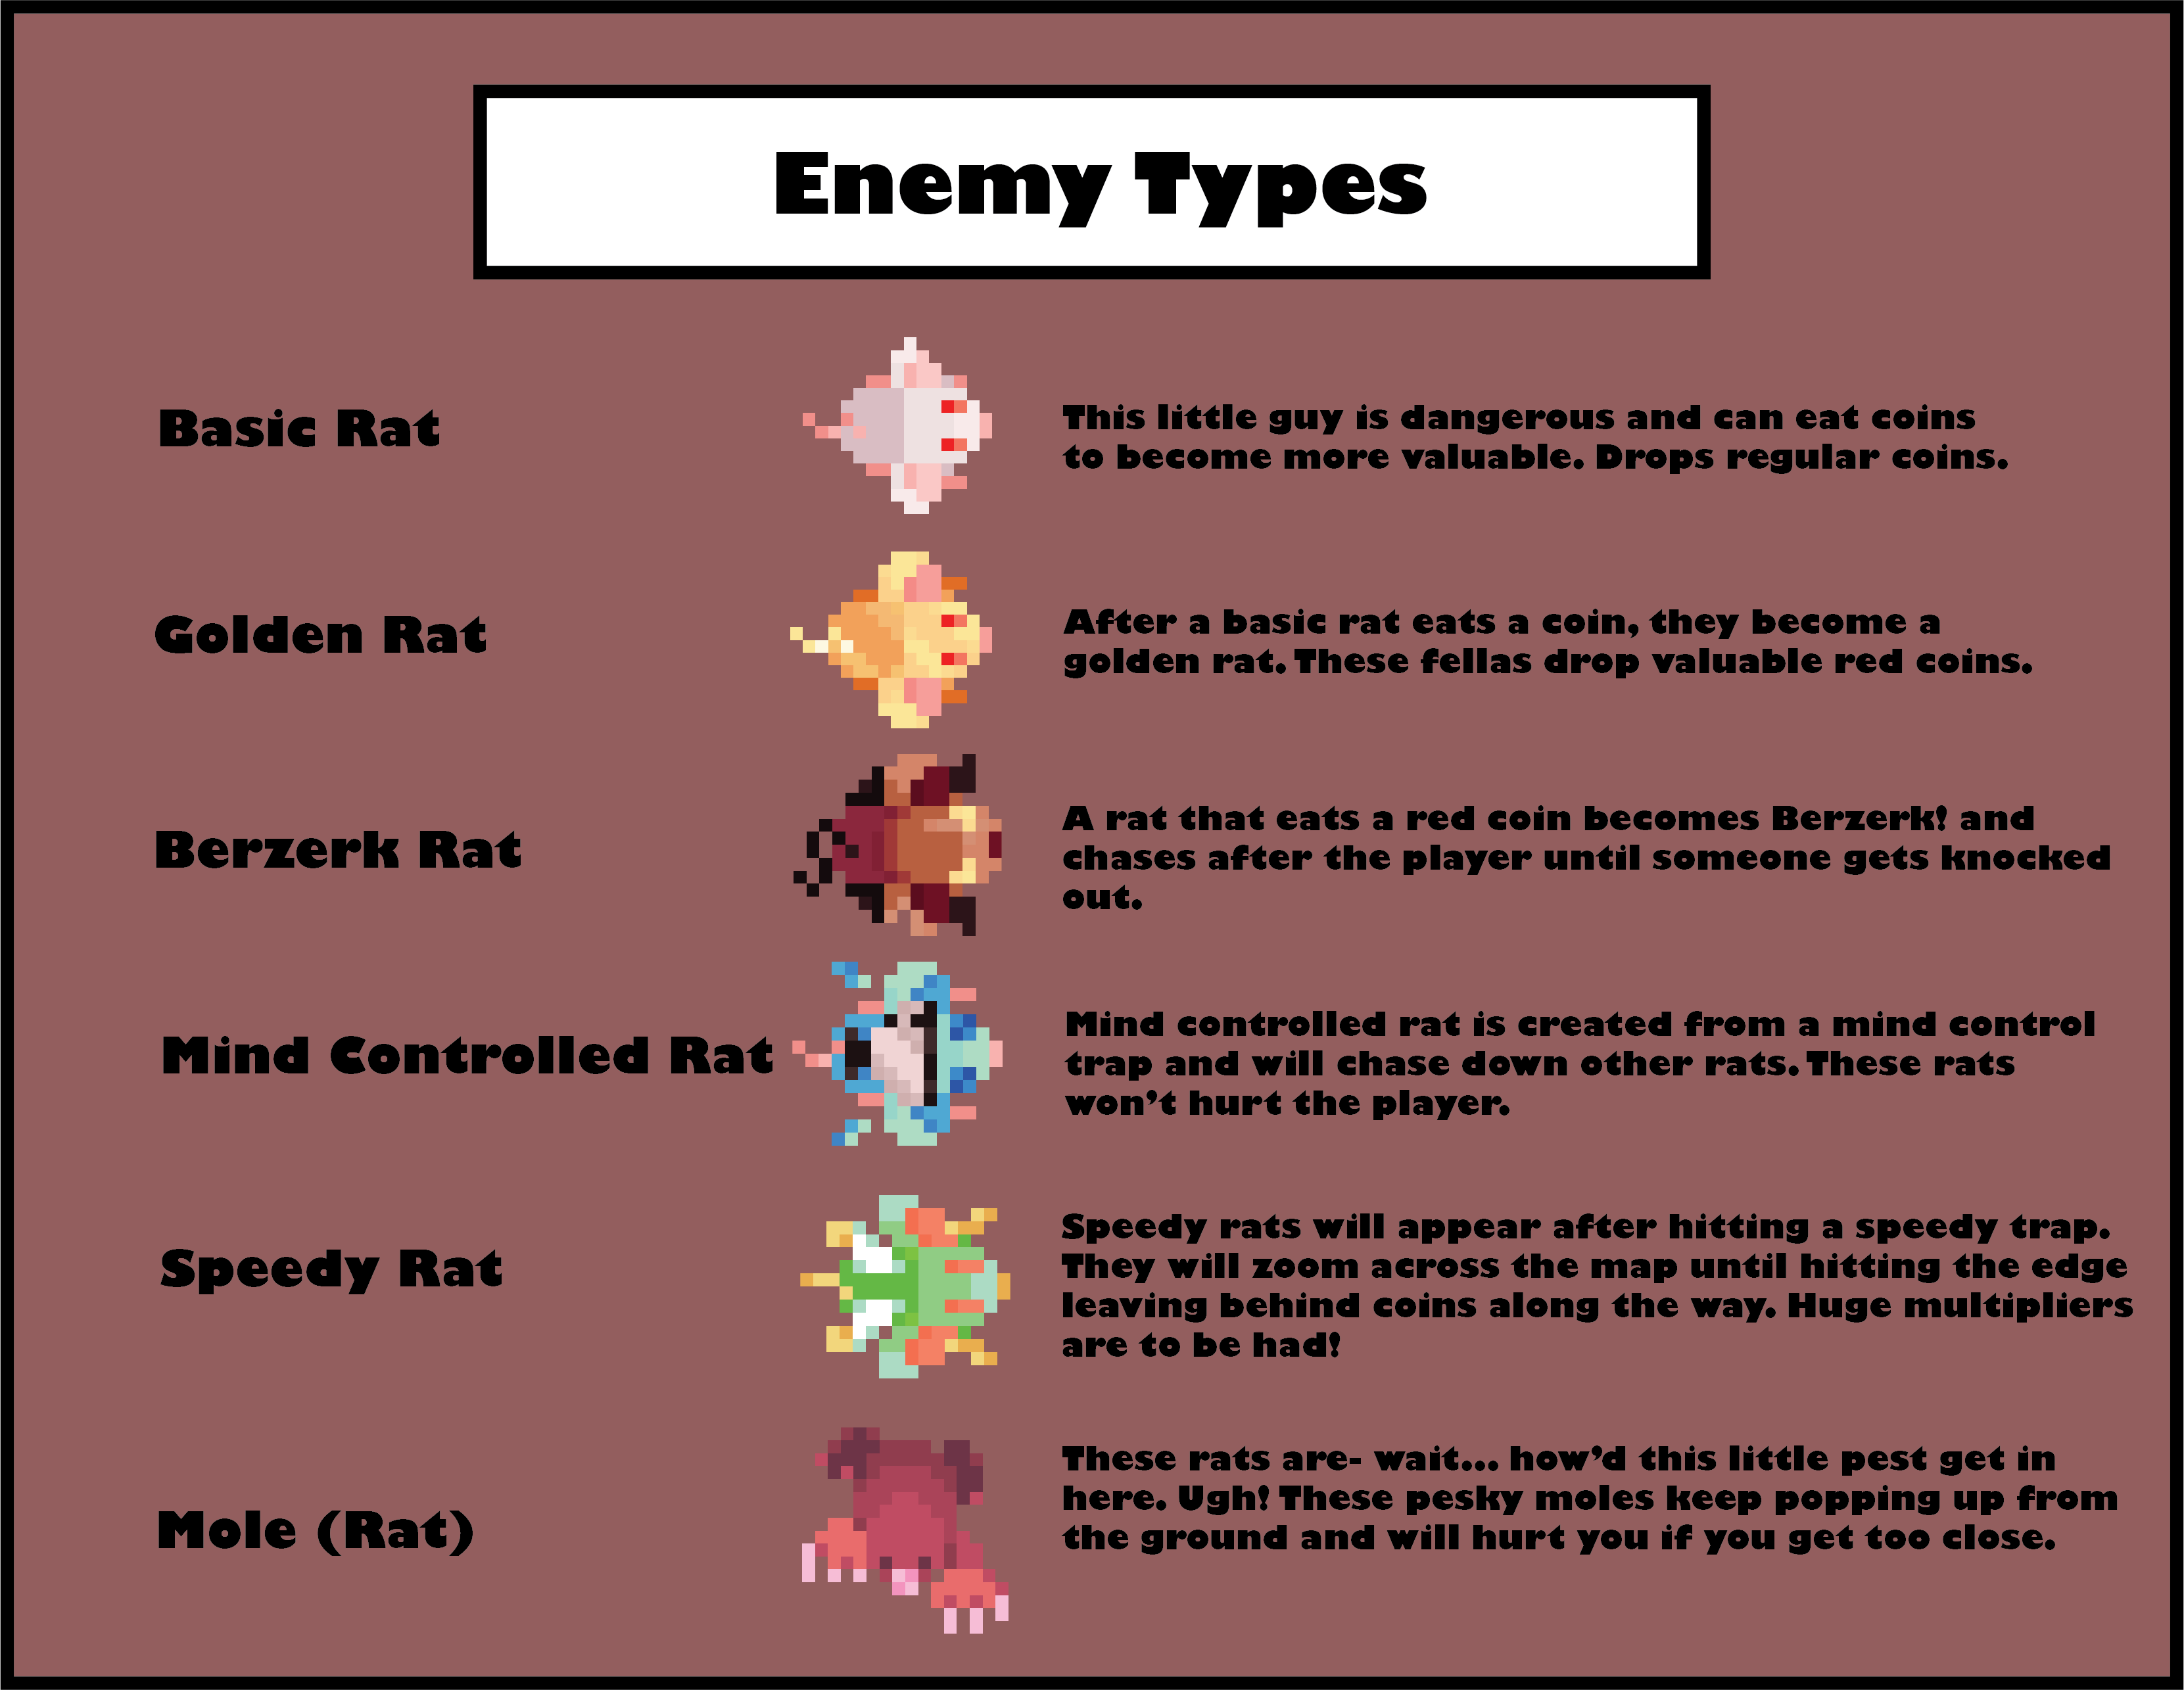 Enemy Types
Basic Rat
This little guy is dangerous and can eat coins
to become more valuable. Drops regular coins.
Golden Rat
After a basic rat eats a coin, they become a
golden rat. These fellas drop valuable red coins.
Berzerk Rat
A rat that eats a red coin becomes Berzerk! and
chases after the player until someone gets knocked
out.
Mind Controlled Rat
Mind controlled rat is created from a mind control
trap and will chase down other rats. These rats
won’t hurt the player.
Speedy Rat
Speedy rats will appear after hitting a speedy trap.
They will zoom across the map until hitting the edge
leaving behind coins along the way. Huge multipliers
are to be had!
Mole (Rat)
These rats are- wait... how’d this little pest get in
here. Ugh! These pesky moles keep popping up from
the ground and will hurt you if you get too close.